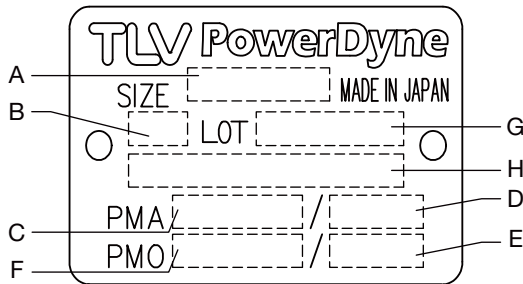 TLV PowerDyne
A
SIZE MADE IN JAPAN
B LOT G
H
PMA / D
C
PMO / E
F